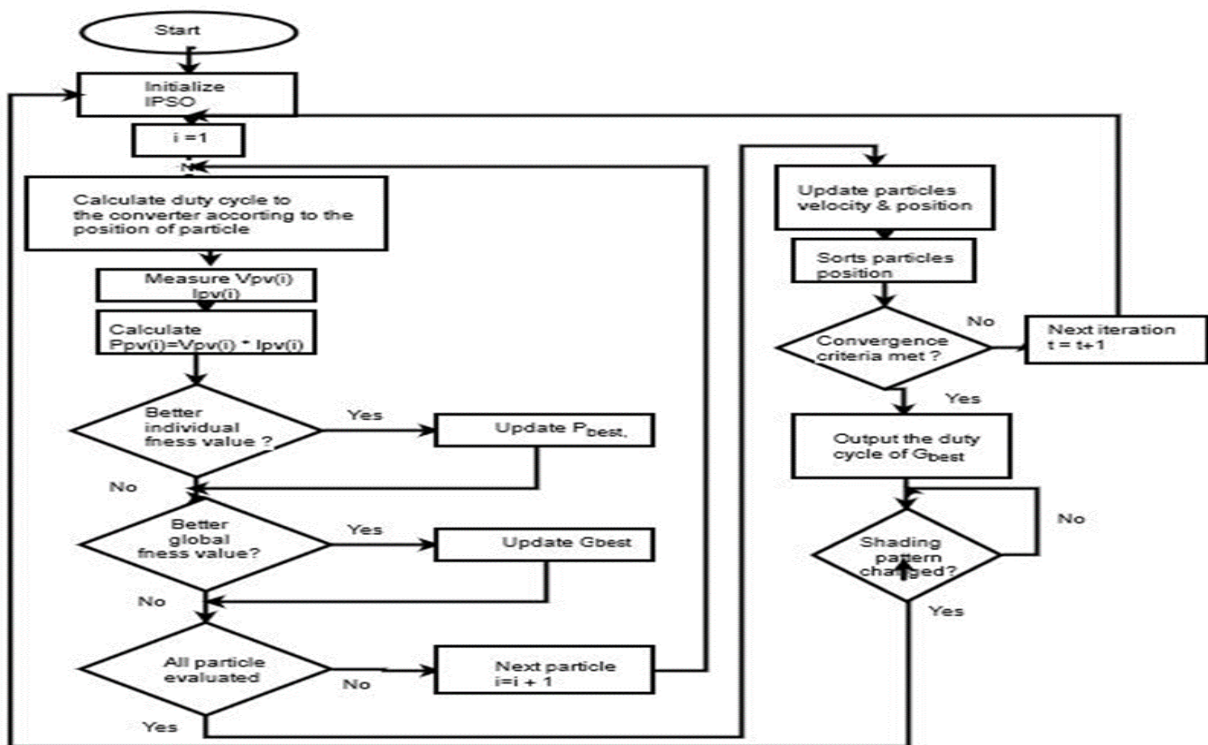 Start
Initialize
IPSO
i =1
Calculate duty cycle to
the converter accorting to the
position of particle
Measure Vpv(i)
Ipv(i)
Calculate
Ppv(i)=Vpv(i) * Ipv(i)
Better
individual
fness value ?
Yes
Update Pbest,
No
Better
global
fness value?
Yes
Update Gbest
No
All particle
evaluated
No
Next particle
i=i + 1
Yes
Update particles
velocity & position
Sorts particles
position
Convergence
criteria met ?
No
Next iteration
t = t+1
Yes
Output the duty
cycle of Gbest
Shading
pattern
changed?
No
Yes